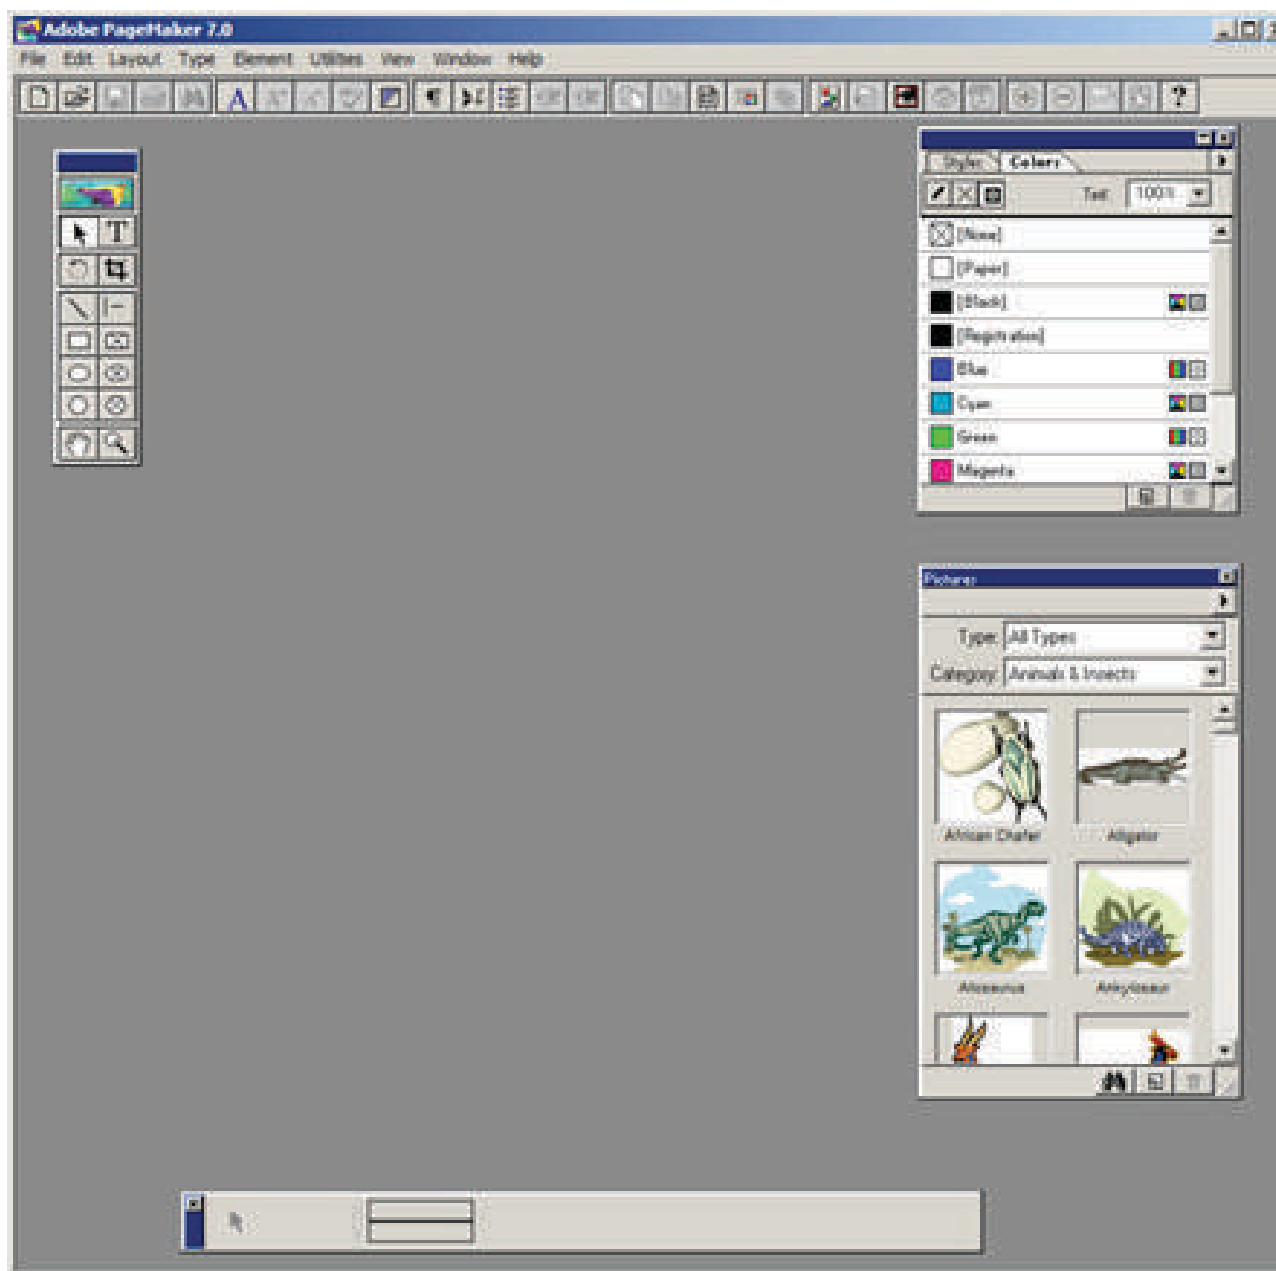 Adobe PageMaker 7.0
File Edit Layout Type Element Utilities View Window Help
A ?
T
Styles Colors
Tint: 100%
[None]
[Paper]
[Black]
[Registration]
Blue
Cyan
Green
Magenta
Pictures
Type: All Types
Category: Animals & Insects
African Chafer Alligator
Allosaurus Ankylosaur